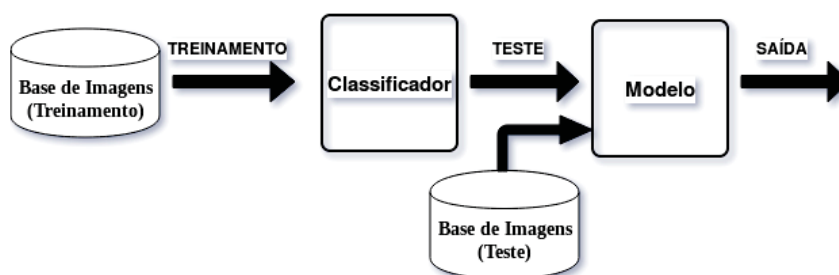 TREINAMENTO
TESTE
SAÍDA
Base de Imagens
(Treinamento)
Classificador
Modelo
Base de Imagens
(Teste)